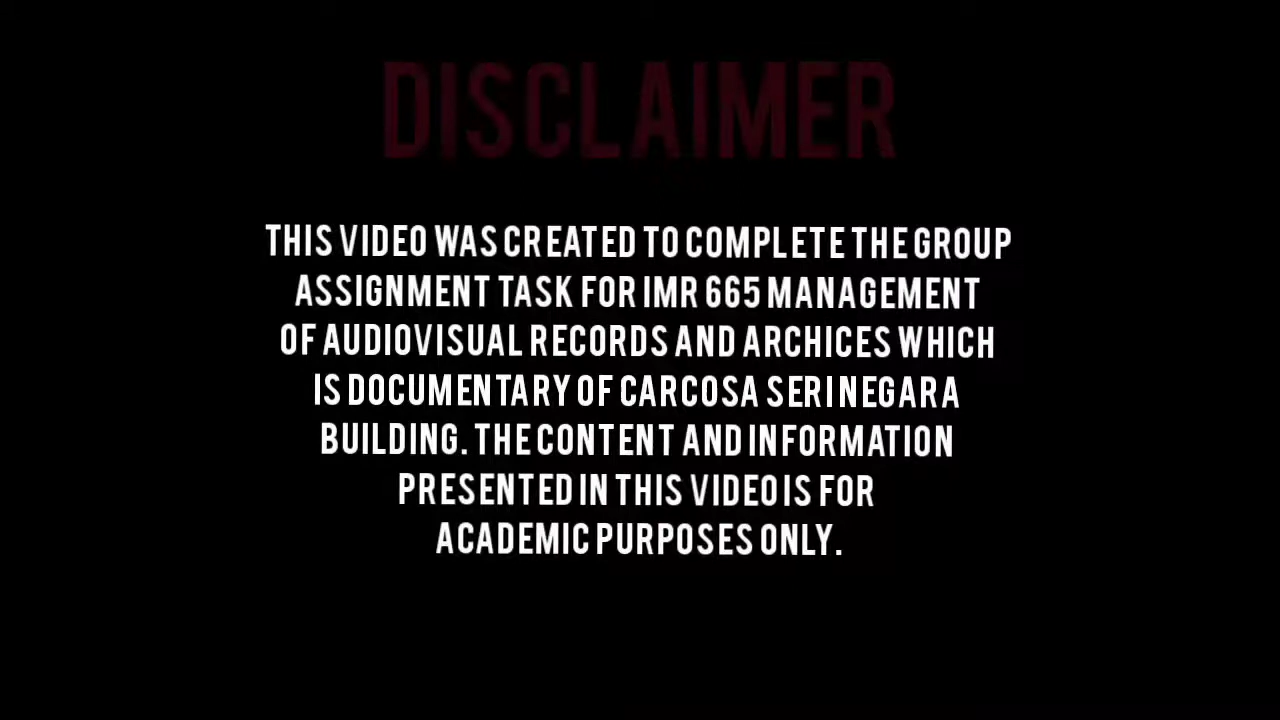 DISCLAIMER
THIS VIDEO WAS CREATED TO COMPLETE THE GROUP
ASSIGNMENT TASK FOR IMR 665 MANAGEMENT
OF AUDIOVISUAL RECORDS AND ARCHICES WHICH
IS DOCUMENTARY OF CARCOSA SERI NEGARA
BUILDING. THE CONTENT AND INFORMATION
PRESENTED IN THIS VIDEO IS FOR
ACADEMIC PURPOSES ONLY.